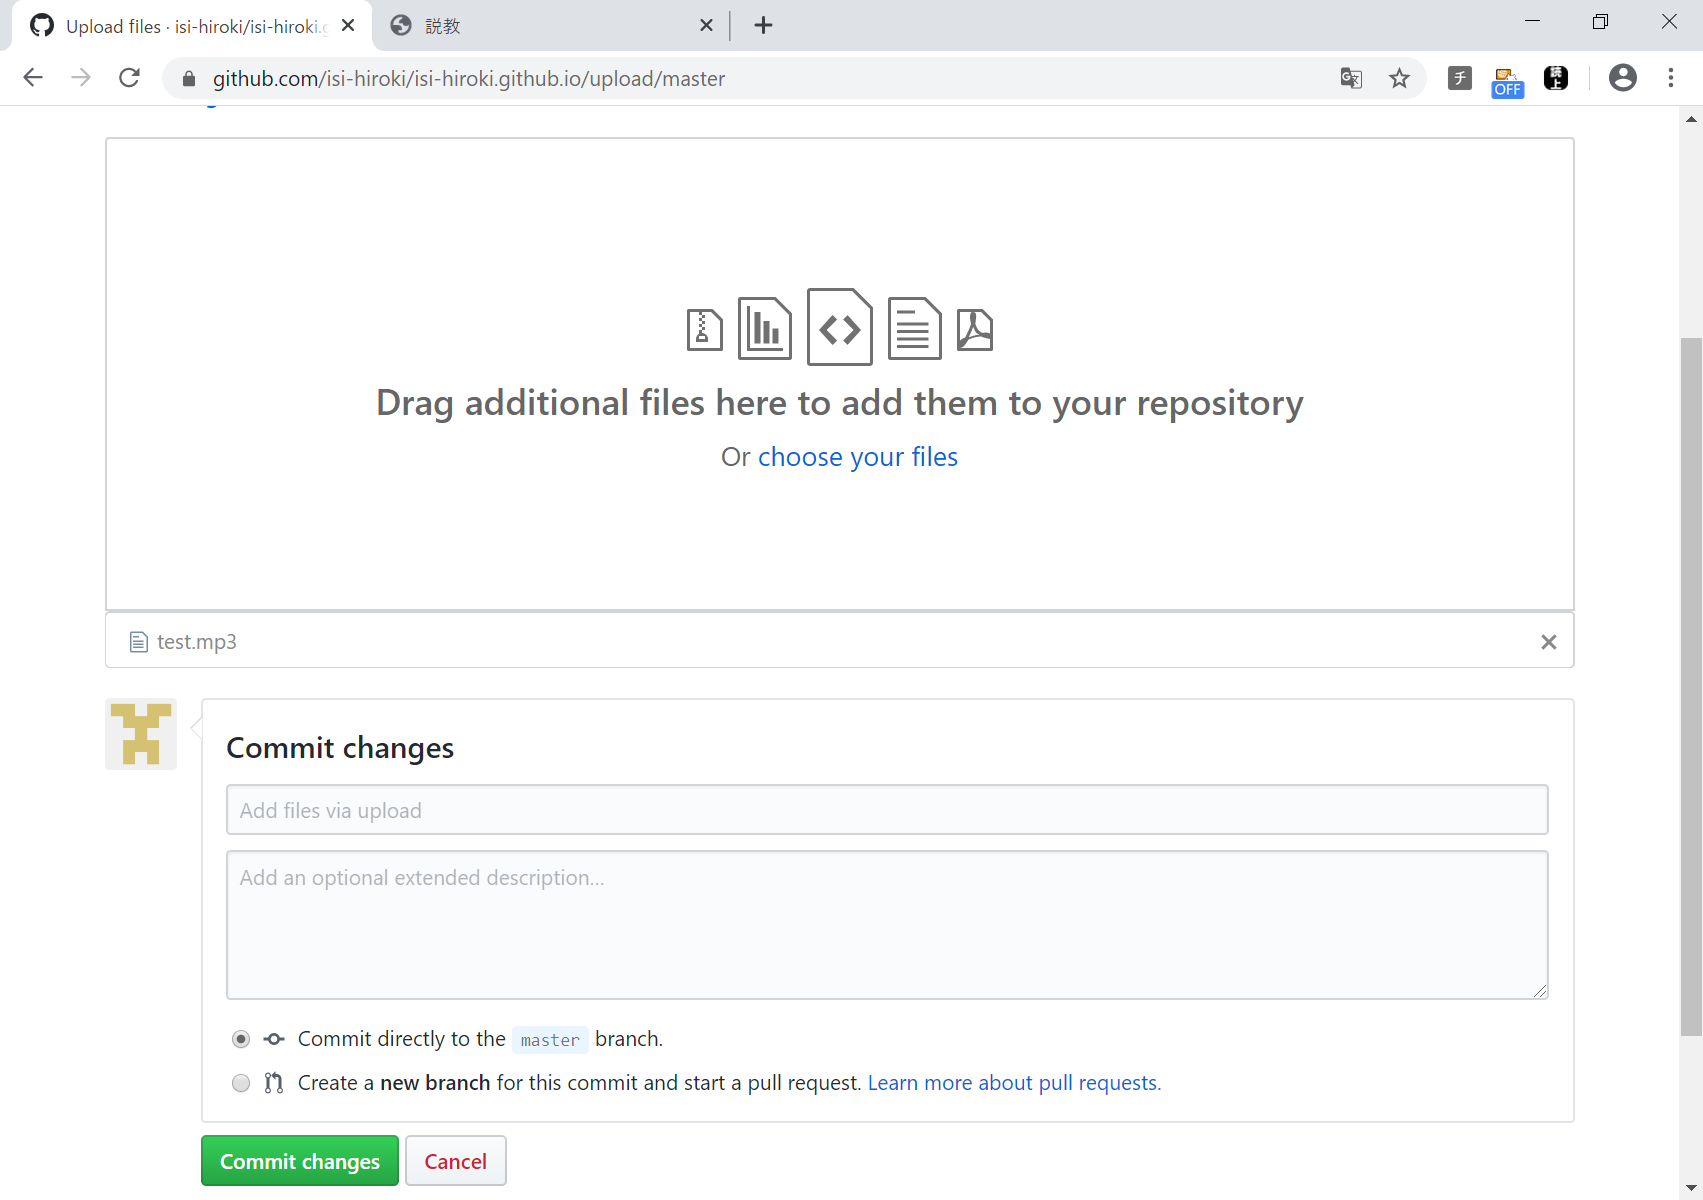 Upload files · isi-hiroki/isi-hiroki.g
説教
github.com/isi-hiroki/isi-hiroki.github.io/upload/master
チ
OFF
読上
Drag additional files here to add them to your repository
Or choose your files
test.mp3
Commit changes
Add files via upload
Add an optional extended description...
Commit directly to the master branch.
Create a new branch for this commit and start a pull request. Learn more about pull requests.
Commit changes
Cancel